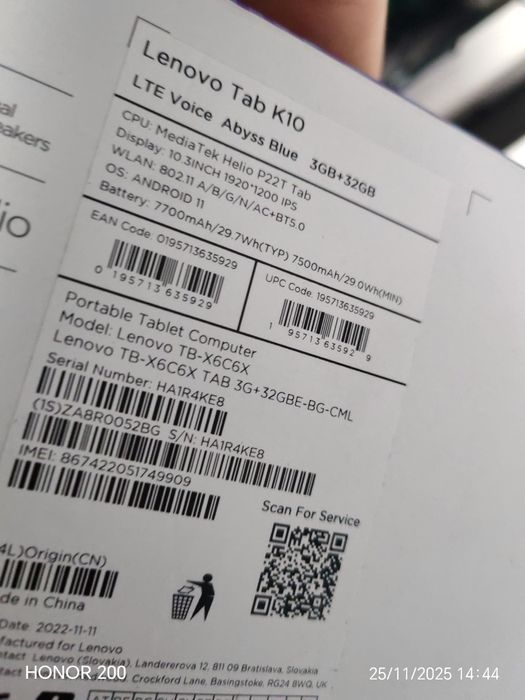 Lenovo Tab K10
LTE Voice Abyss Blue 3GB+32GB
CPU: MediaTek Helio P22T Tab
Display: 10.3INCH 1920*1200 IPS
WLAN: 802.11 A/B/G/N/AC+BT5.0
OS: ANDROID 11
Battery: 7700mAh/29.7Wh(TYP) 7500mAh/29.0Wh(MIN)
EAN Code: 0195713635929
0 195713 635929
UPC Code: 195713635929
1 95713 63592 9
Portable Tablet Computer
Model: Lenovo TB-X6C6X
Lenovo TB-X6C6X TAB 3G+32GBE-BG-CML
Serial Number: HA1R4KE8
(1S)ZA8R0052BG S/N: HA1R4KE8
IMEI: 867422051749909
Scan For Service
4L)Origin(CN)
de in China
Date: 2022-11-11
factured for Lenovo
tact Lenovo (Slovakia), Landererova 12, 811 09 Bratislava, Slovakia
Crockford Lane, Basingstoke, RG24 8WQ, UK
HONOR 200
25/11/2025 14:44